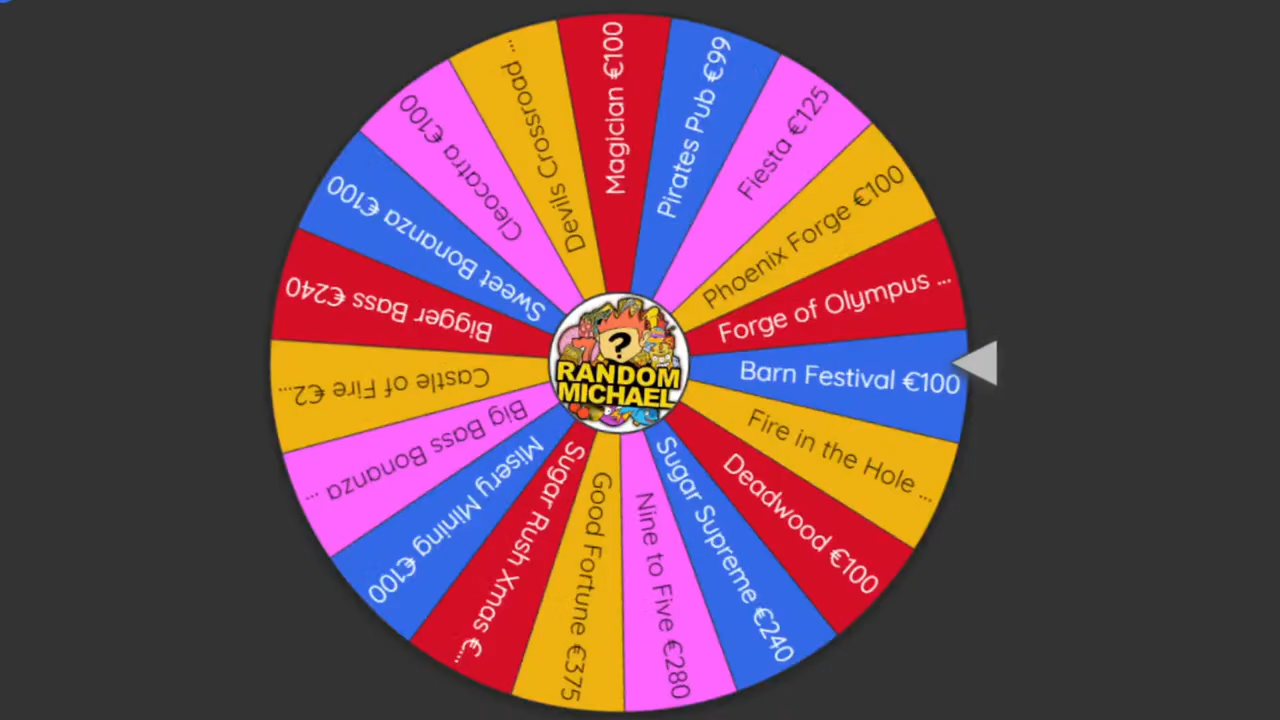 Magician €100
Pirates Pub €99
Fiesta €125
Phoenix Forge €100
Forge of Olympus ...
Barn Festival €100
Fire in the Hole ...
Deadwood €100
Sugar Supreme €240
Nine to Five €280
Good Fortune €375
Sugar Rush Xmas €...
Misery Mining €100
Big Bass Bonanza ...
Castle of Fire €2...
Bigger Bass €240
Sweet Bonanza €100
Cleocatra €100
Devils Crossroad ...
?
7
RANDOM
MICHAEL